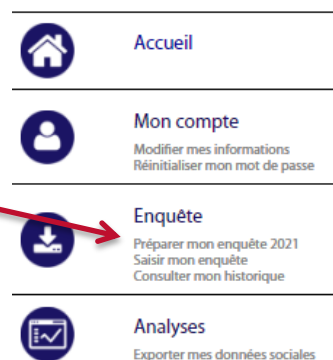 Accueil
Mon compte
Modifier mes informations
Réinitialiser mon mot de passe
Enquête
Préparer mon enquête 2021
Saisir mon enquête
Consulter mon historique
Analyses
Exporter mes données sociales